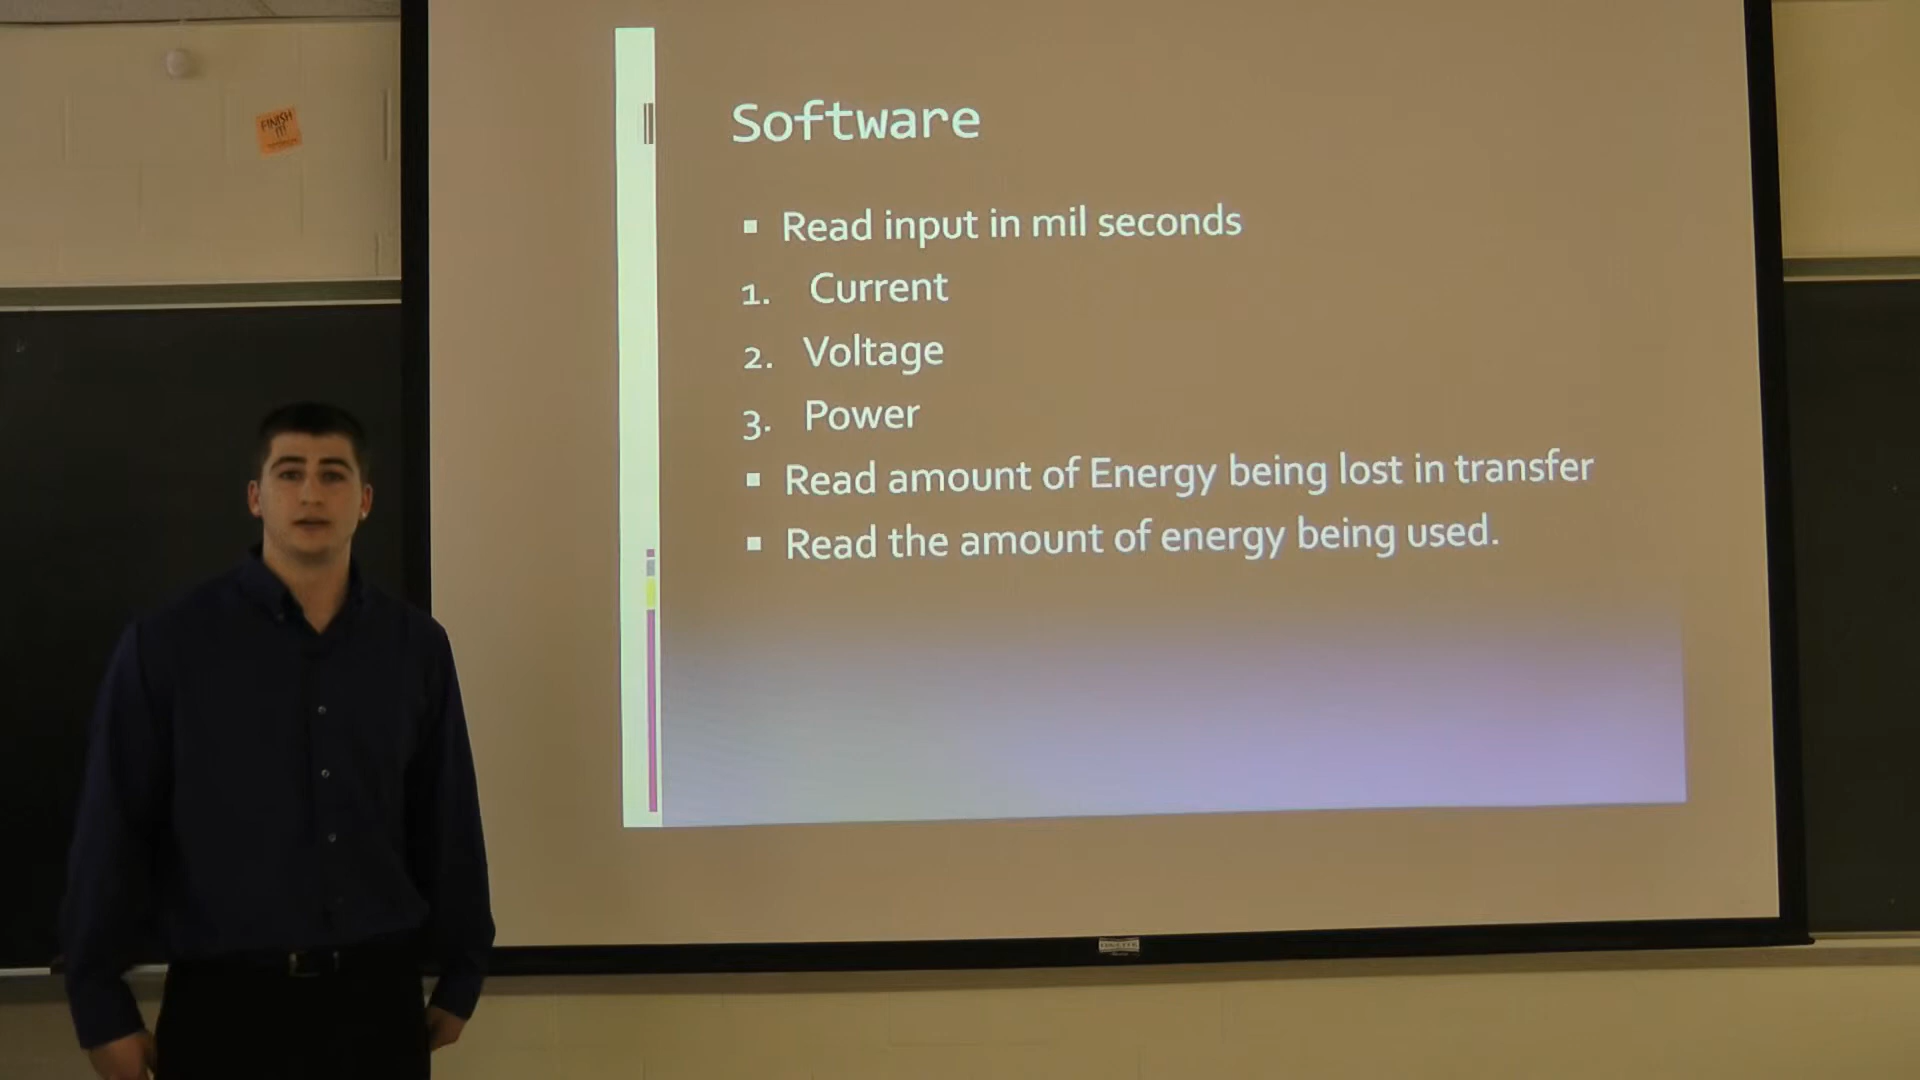 FINISH
IT!
Software
▪ Read input in mil seconds
1. Current
2. Voltage
3. Power
▪ Read amount of Energy being lost in transfer
▪ Read the amount of energy being used.